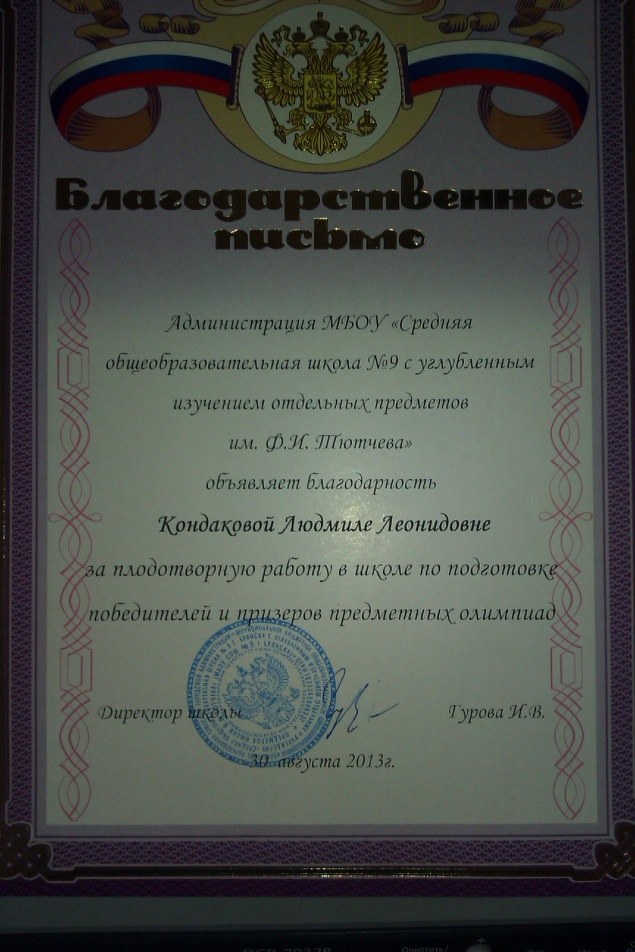 Благодарственное
письмо
Администрация МБОУ «Средняя
общеобразовательная школа №9 с углубленным
изучением отдельных предметов
им. Ф.И. Тютчева»
объявляет благодарность
Кондаковой Людмиле Леонидовне
за плодотворную работу в школе по подготовке
победителей и призеров предметных олимпиад
Директор школы Гурова И.В.
30 августа 2013г.